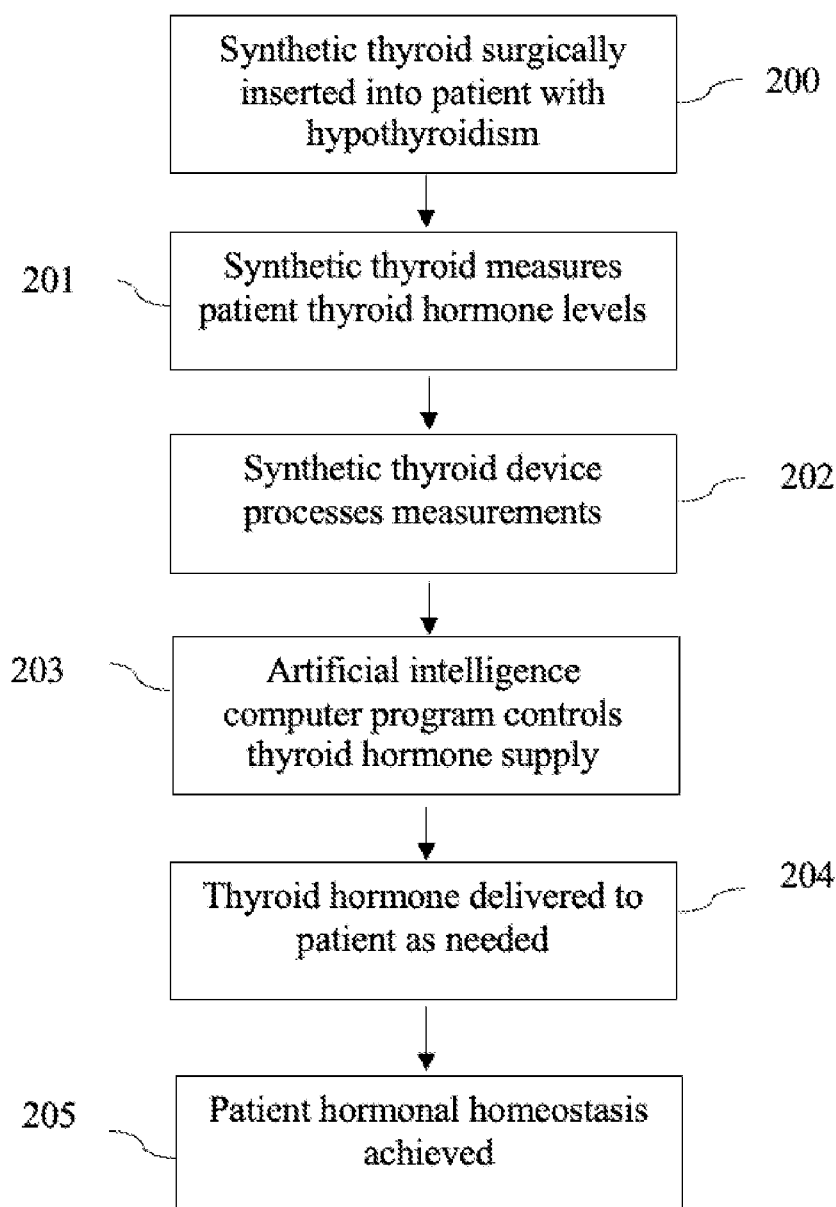 Synthetic thyroid surgically
inserted into patient with
hypothyroidism
200
201
Synthetic thyroid measures
patient thyroid hormone levels
Synthetic thyroid device
processes measurements
202
203
Artificial intelligence
computer program controls
thyroid hormone supply
Thyroid hormone delivered to
patient as needed
204
205
Patient hormonal homeostasis
achieved